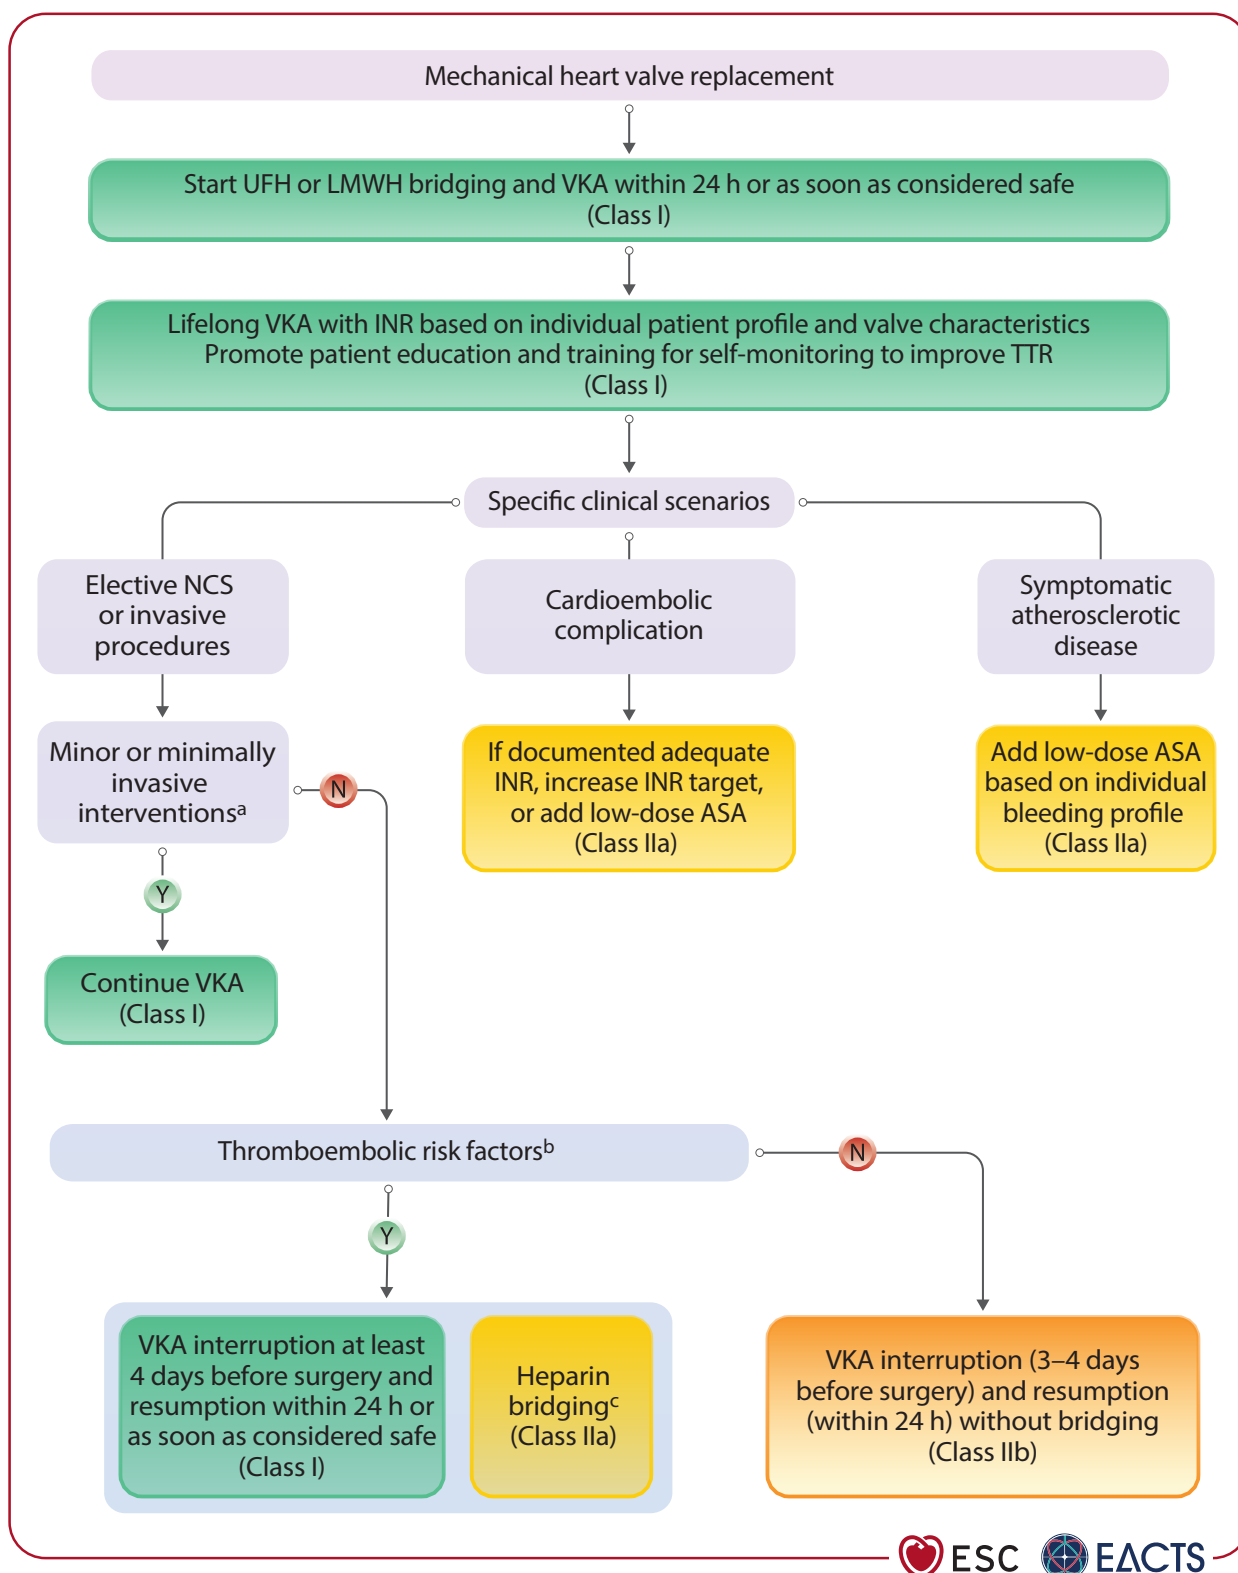 Mechanical heart valve replacement
Start UFH or LMWH bridging and VKA within 24 h or as soon as considered safe
(Class I)
Lifelong VKA with INR based on individual patient profile and valve characteristics
Promote patient education and training for self-monitoring to improve TTR
(Class I)
Specific clinical scenarios
Elective NCS
or invasive
procedures
Cardioembolic
complication
Symptomatic
atherosclerotic
disease
Minor or minimally
invasive
interventionsᵃ
N
If documented adequate
INR, increase INR target,
or add low-dose ASA
(Class IIa)
Add low-dose ASA
based on individual
bleeding profile
(Class IIa)
Y
Continue VKA
(Class I)
Thromboembolic risk factorsᵇ
N
Y
VKA interruption at least
4 days before surgery and
resumption within 24 h or
as soon as considered safe
(Class I)
Heparin
bridgingᶜ
(Class IIa)
VKA interruption (3–4 days
before surgery) and resumption
(within 24 h) without bridging
(Class IIb)
ESC
EACTS